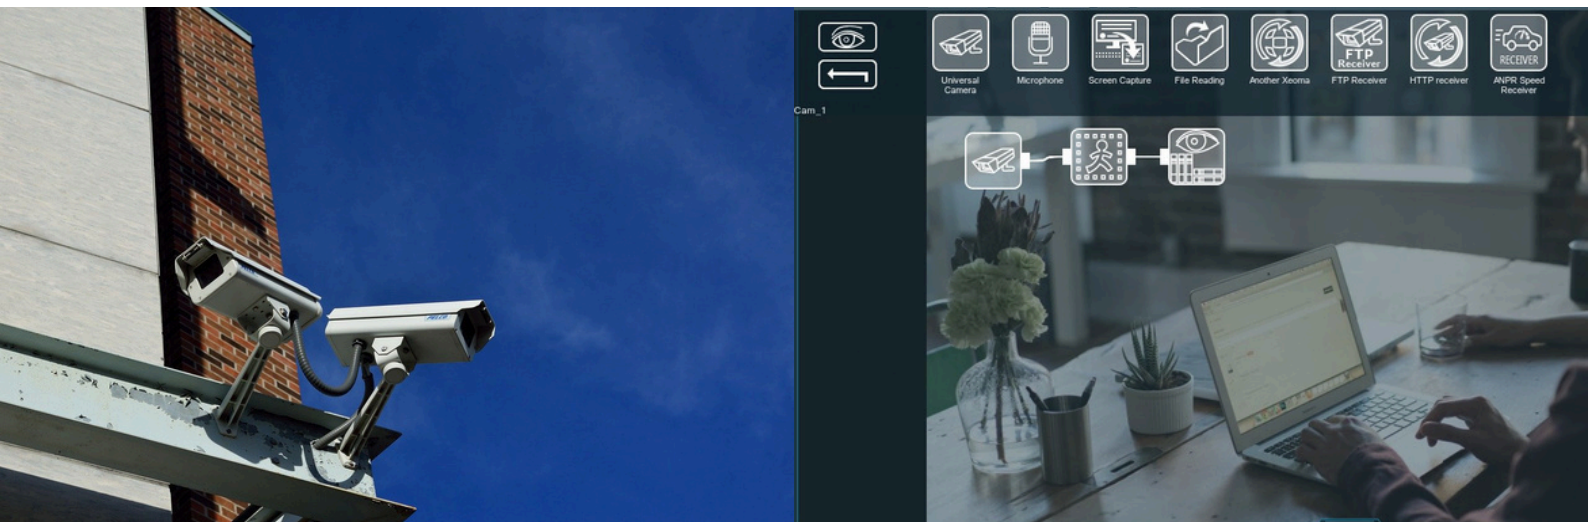 PELCO
Universal
Camera
Microphone
Screen Capture
File Reading
Another Xeoma
FTP
Receiver
FTP Receiver
HTTP receiver
RECEIVER
ANPR Speed
Receiver
Cam_1